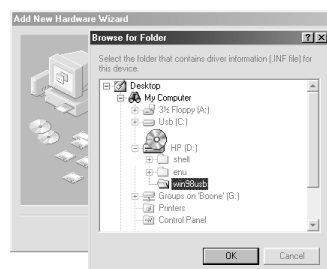 Add New Hardware Wizard
Browse for Folder
Select the folder that contains driver information (.INF file) for
this device.
Desktop
My Computer
3½ Floppy (A:)
Usb (C:)
HP (D:)
shell
enu
win98usb
Groups on 'Boone' (G:)
Printers
Control Panel
OK
Cancel